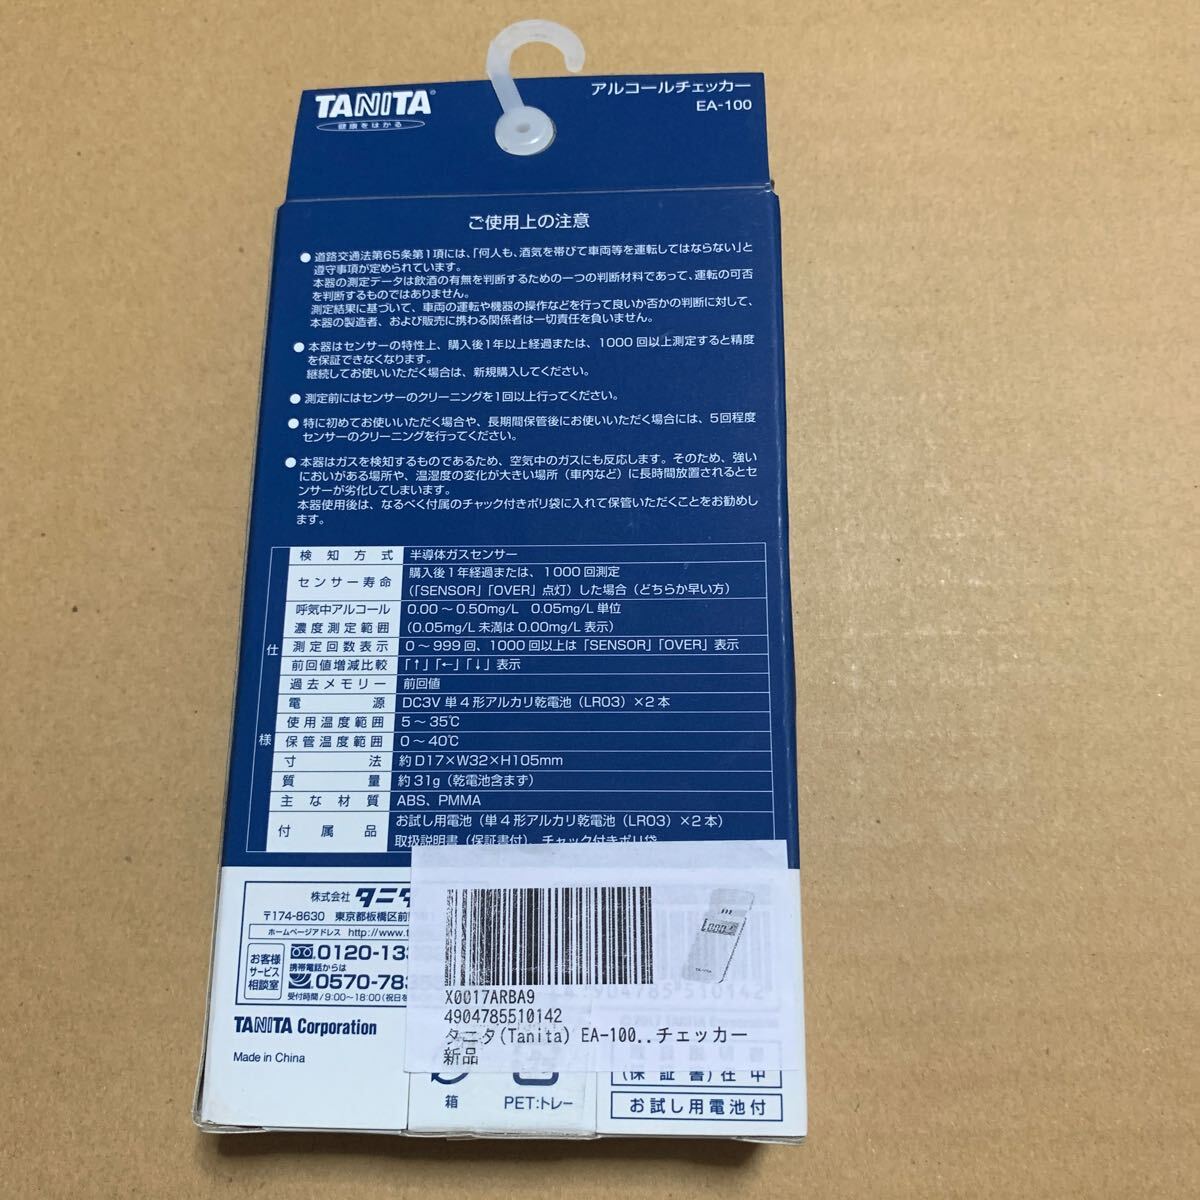 TANITA®
健康をはかる
アルコールチェッカー
EA-100
ご使用上の注意
● 道路交通法第65条第1項には、「何人も、酒気を帯びて車両等を運転してはならない」と
遵守事項が定められています。
本器の測定データは飲酒の有無を判断するための一つの判断材料であって、運転の可否
を判断するものではありません。
測定結果に基づいて、車両の運転や機器の操作などを行って良いか否かの判断に対して、
本器の製造者、および販売に携わる関係者は一切責任を負いません。
● 本器はセンサーの特性上、購入後1年以上経過または、1000回以上測定すると精度
を保証できなくなります。
継続してお使いいただく場合は、新規購入してください。
● 測定前にはセンサーのクリーニングを1回以上行ってください。
● 特に初めてお使いいただく場合や、長期間保管後にお使いいただく場合には、5回程度
センサーのクリーニングを行ってください。
● 本器はガスを検知するものであるため、空気中のガスにも反応します。そのため、強い
においがある場所や、温湿度の変化が大きい場所（車内など）に長時間放置されるとセ
ンサーが劣化してしまいます。
本器使用後は、なるべく付属のチャック付きポリ袋に入れて保管いただくことをお勧めし
ます。
仕様
検知方式 半導体ガスセンサー
センサー寿命 購入後1年経過または、1000回測定
（「SENSOR」「OVER」点灯）した場合（どちらか早い方）
呼気中アルコール 0.00～0.50mg/L 0.05mg/L単位
濃度測定範囲 （0.05mg/L未満は0.00mg/L表示）
測定回数表示 0～999回、1000回以上は「SENSOR」「OVER」表示
前回値増減比較 「↑」「←」「↓」表示
過去メモリー 前回値
電源 DC3V 単4形アルカリ乾電池（LR03）×2本
使用温度範囲 5～35℃
保管温度範囲 0～40℃
寸法 約D17×W32×H105mm
質量 約31g（乾電池含まず）
主な材質 ABS、PMMA
付属品 お試し用電池（単4形アルカリ乾電池（LR03）×2本）
取扱説明書（保証書付）、チャック付きポリ袋
株式会社 タニタ
〒174-8630 東京都板橋区前
ホームページアドレス http://www.t
お客様
サービス
相談室
0120-13
携帯電話からは
0570-78
受付時間/9:00～18:00（祝日を
TANITA Corporation
Made in China
X0017ARBA9
4904785510142
タニタ(Tanita) EA-100..チェッカー
新品
箱
PET:トレー
(保証書)在中
お試し用電池付